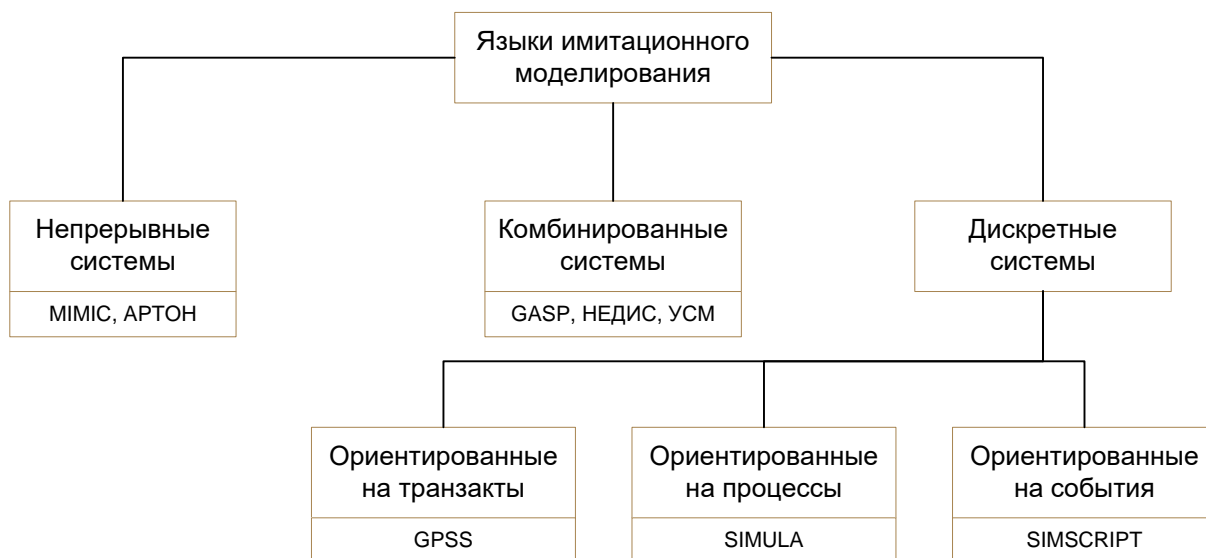 Языки имитационного
моделирования
Непрерывные
системы
MIMIC, АРТОН
Комбинированные
системы
GASP, НЕДИС, УСМ
Дискретные
системы
Ориентированные
на транзакты
GPSS
Ориентированные
на процессы
SIMULA
Ориентированные
на события
SIMSCRIPT